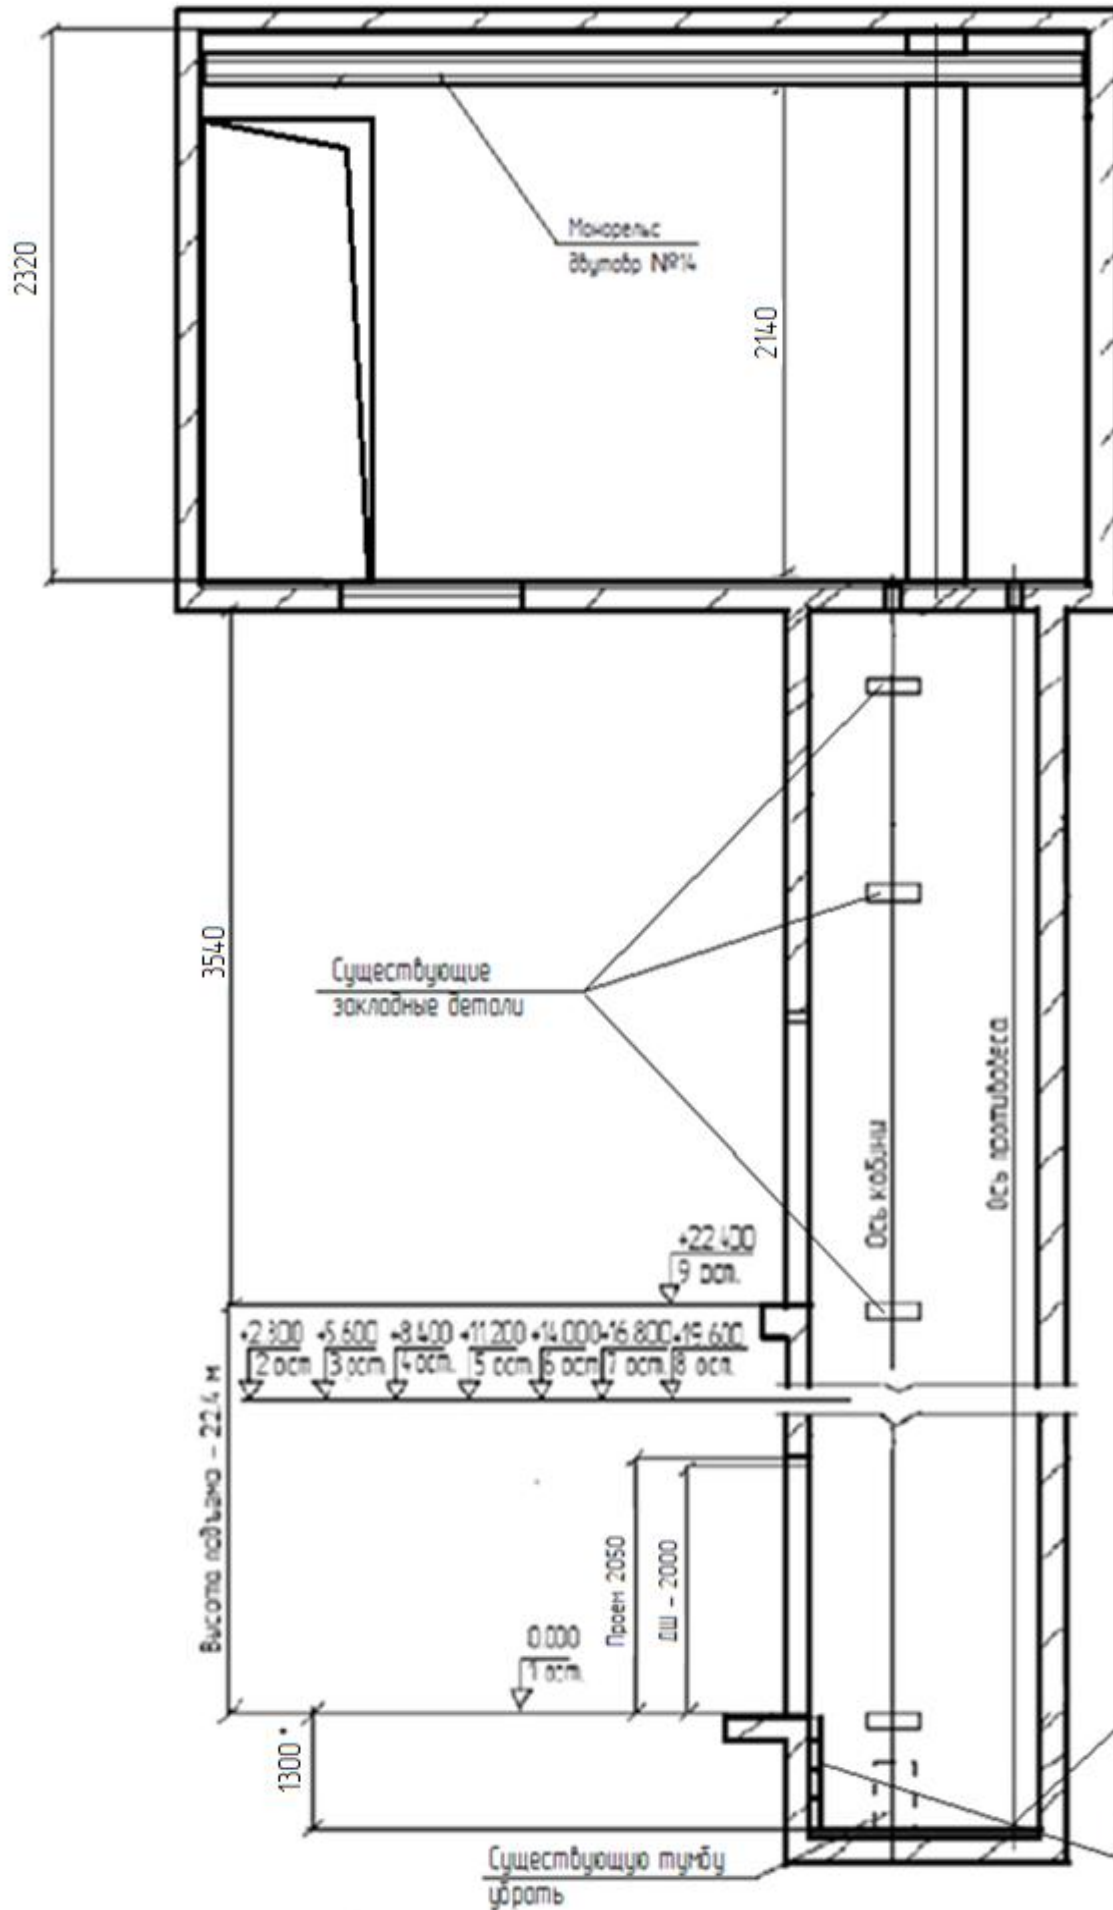 2320
Монорельс
двутавр №14
2140
3540
Существующие
закладные детали
Ось кабины
Ось противовеса
+22.400
9 ост.
+2.300 +5.600 +8.400 +11.200 +14.000 +16.800 +19.600
2 ост 3 ост. 4 ост. 5 ост. 6 ост 7 ост. 8 ост.
Высота подъема - 22.4 м
Проем 2050
ДШ - 2000
0.000
1 ост.
1300 *
Существующую тумбу
убрать